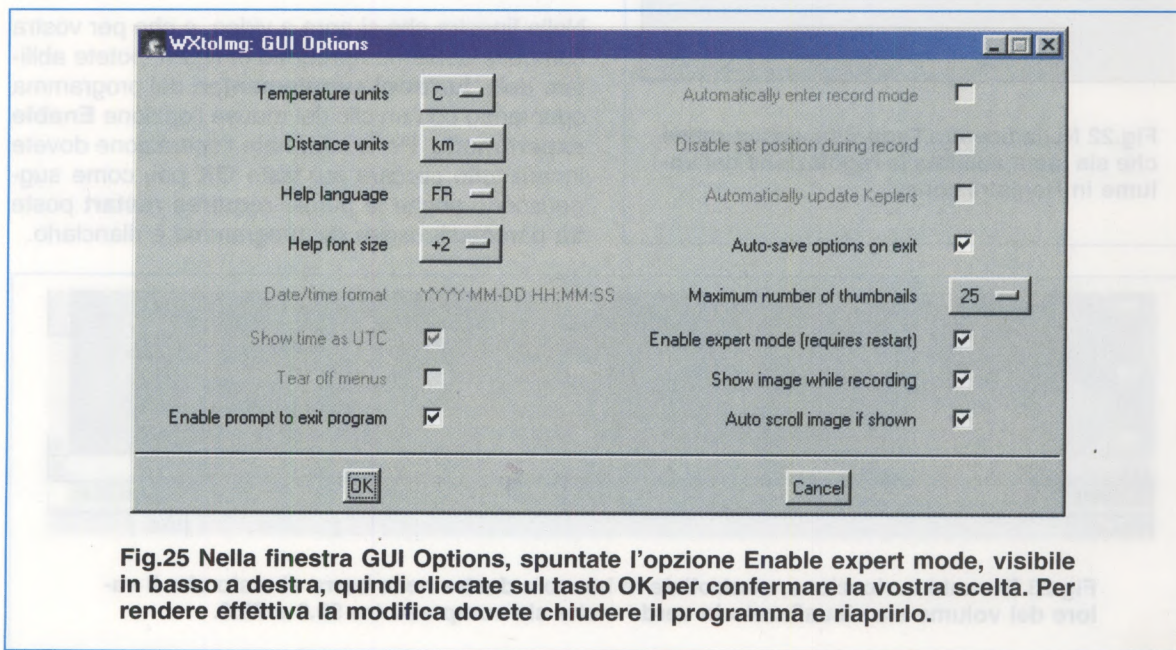 WXtoImg: GUI Options
Temperature units C
Distance units km
Help language FR
Help font size +2
Date/time format YYYY-MM-DD HH:MM:SS
Show time as UTC
Tear off menus
Enable prompt to exit program
Automatically enter record mode
Disable sat position during record
Automatically update Keplers
Auto-save options on exit
Maximum number of thumbnails 25
Enable expert mode (requires restart)
Show image while recording
Auto scroll image if shown
OK
Cancel
Fig.25 Nella finestra GUI Options, spuntate l'opzione Enable expert mode, visibile
in basso a destra, quindi cliccate sul tasto OK per confermare la vostra scelta. Per
rendere effettiva la modifica dovete chiudere il programma e riaprirlo.